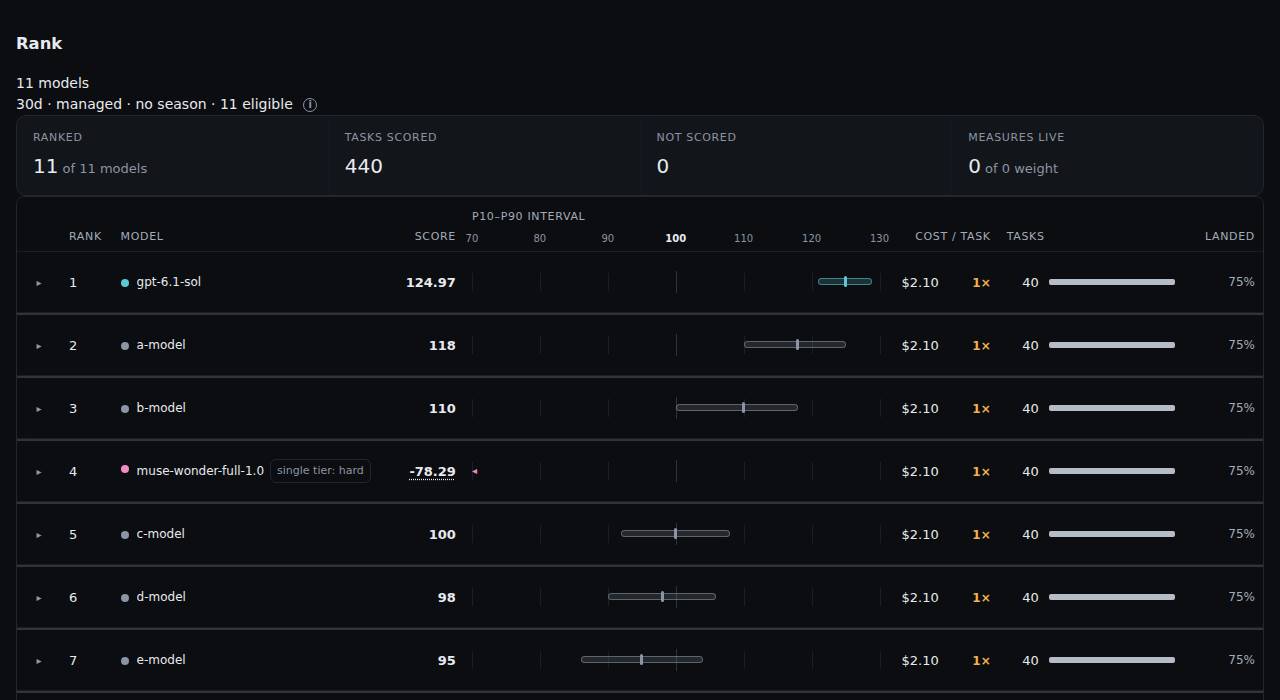 Rank
11 models
30d · managed · no season · 11 eligible i
RANKED TASKS SCORED NOT SCORED MEASURES LIVE
11 of 11 models 440 0 0 of 0 weight
P10–P90 INTERVAL
RANK MODEL SCORE 70 80 90 100 110 120 130 COST / TASK TASKS LANDED
▸ 1 gpt-6.1-sol 124.97 $2.10 1× 40 75%
▸ 2 a-model 118 $2.10 1× 40 75%
▸ 3 b-model 110 $2.10 1× 40 75%
▸ 4 muse-wonder-full-1.0 single tier: hard -78.29 ◂ $2.10 1× 40 75%
▸ 5 c-model 100 $2.10 1× 40 75%
▸ 6 d-model 98 $2.10 1× 40 75%
▸ 7 e-model 95 $2.10 1× 40 75%